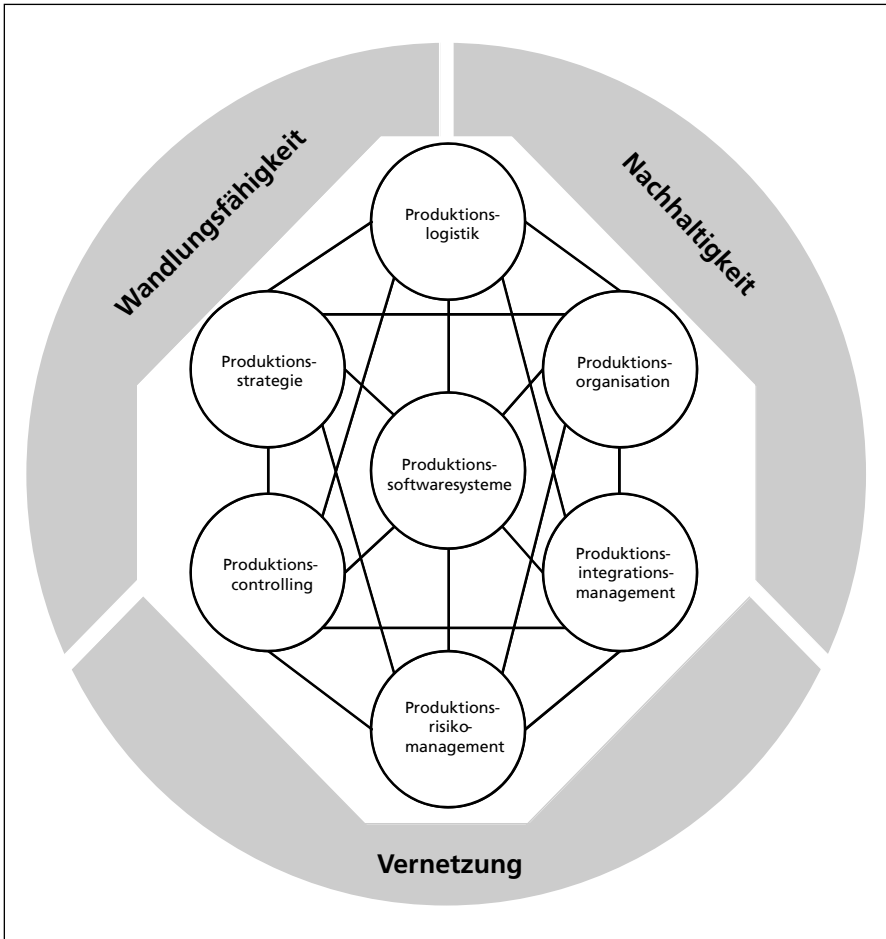 Wandlungsfähigkeit
Nachhaltigkeit
Produktions-
logistik
Produktions-
strategie
Produktions-
organisation
Produktions-
softwaresysteme
Produktions-
controlling
Produktions-
integrations-
management
Produktions-
risiko-
management
Vernetzung